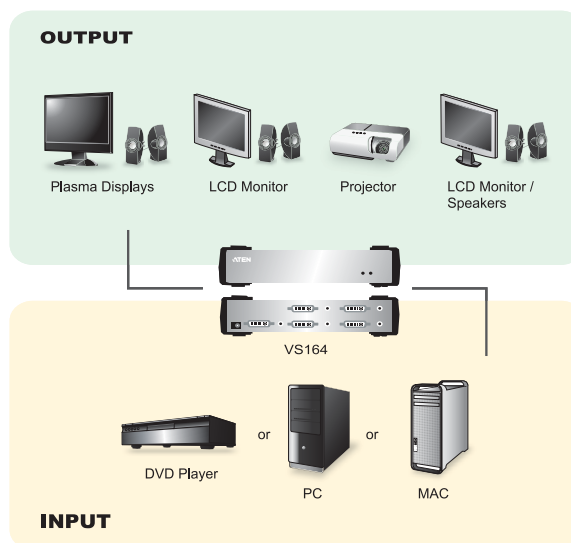 OUTPUT
Plasma Displays
LCD Monitor
Projector
LCD Monitor /
Speakers
ATEN
VS164
DVD Player
or
PC
or
MAC
INPUT